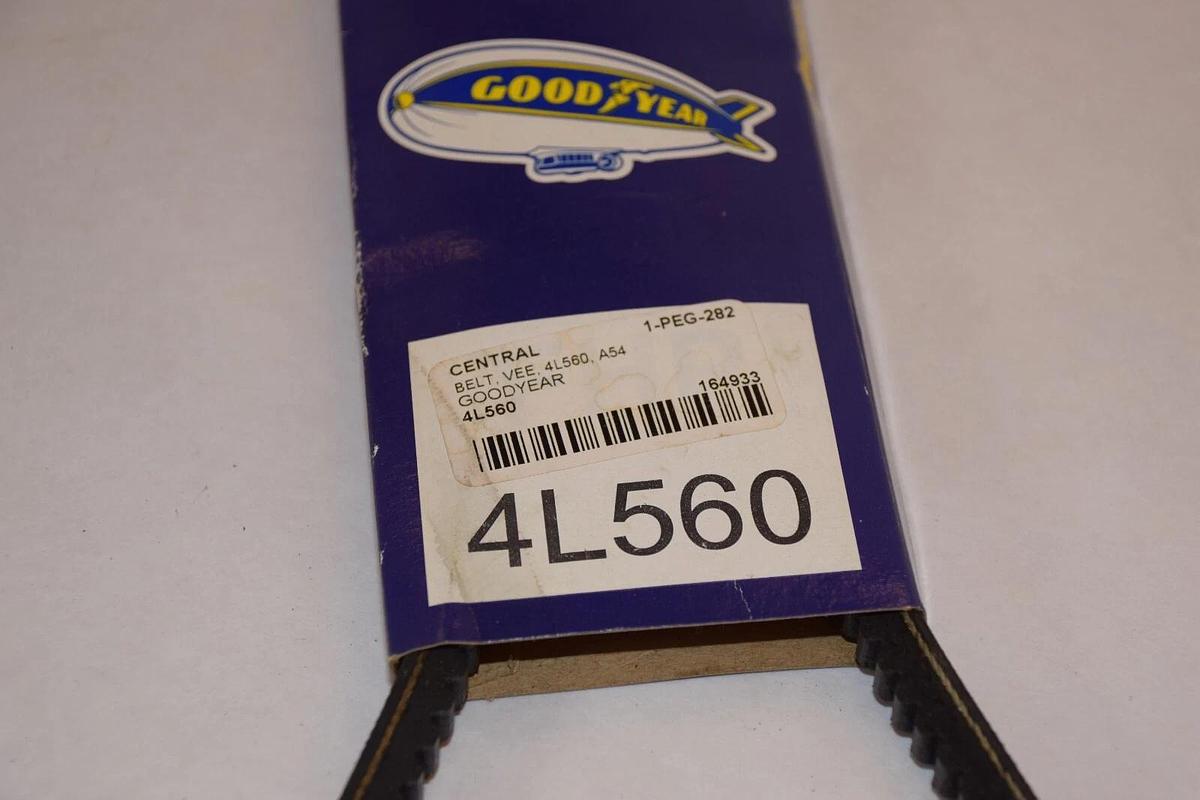 GOODYEAR
1-PEG-282
CENTRAL
BELT, VEE, 4L560, A54
GOODYEAR
4L560
164933
4L560